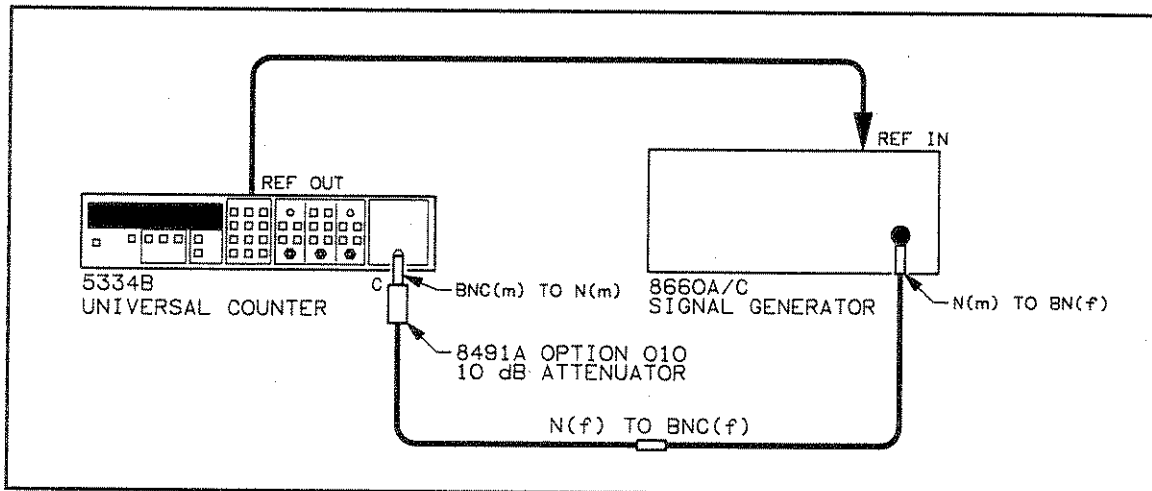 REF IN
REF OUT
5334B
UNIVERSAL COUNTER
C
BNC(m) TO N(m)
8660A/C
SIGNAL GENERATOR
N(m) TO BN(f)
8491A OPTION 010
10 dB ATTENUATOR
N(f) TO BNC(f)